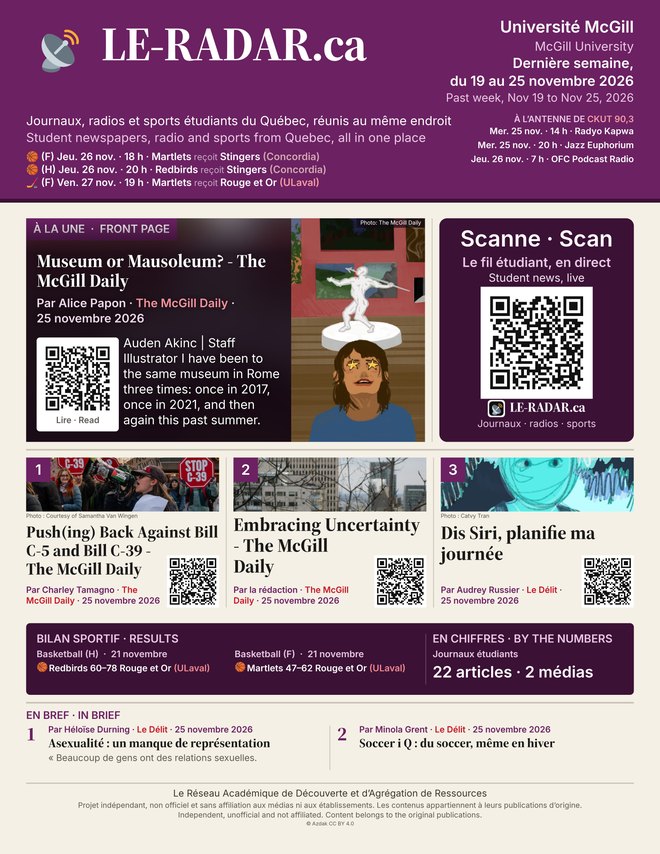 LE-RADAR.ca
Université McGill
McGill University
Dernière semaine,
du 19 au 25 novembre 2026
Past week, Nov 19 to Nov 25, 2026
Journaux, radios et sports étudiants du Québec, réunis au même endroit
Student newspapers, radio and sports from Quebec, all in one place
(F) Jeu. 26 nov. · 18 h · Martlets reçoit Stingers (Concordia)
(H) Jeu. 26 nov. · 20 h · Redbirds reçoit Stingers (Concordia)
(F) Ven. 27 nov. · 19 h · Martlets reçoit Rouge et Or (ULaval)
À L'ANTENNE DE CKUT 90,3
Mer. 25 nov. · 14 h · Radyo Kapwa
Mer. 25 nov. · 20 h · Jazz Euphorium
Jeu. 26 nov. · 7 h · OFC Podcast Radio
À LA UNE · FRONT PAGE
Photo: The McGill Daily
Museum or Mausoleum? - The
McGill Daily
Par Alice Papon · The McGill Daily ·
25 novembre 2026
Auden Akinc | Staff
Illustrator I have been to
the same museum in Rome
three times: once in 2017,
once in 2021, and then
again this past summer.
Lire · Read
Scanne · Scan
Le fil étudiant, en direct
Student news, live
LE-RADAR.ca
Journaux · radios · sports
1
C-39
STOP
C-39
Photo : Courtesy of Samantha Van Wingen
Push(ing) Back Against Bill
C-5 and Bill C-39 -
The McGill Daily
Par Charley Tamagno · The
McGill Daily · 25 novembre 2026
2
Embracing Uncertainty
- The McGill
Daily
Par la rédaction · The McGill
Daily · 25 novembre 2026
3
Photo : Catvy Tran
Dis Siri, planifie ma
journée
Par Audrey Russier · Le Délit ·
25 novembre 2026
BILAN SPORTIF · RESULTS
Basketball (H) · 21 novembre
Redbirds 60–78 Rouge et Or (ULaval)
Basketball (F) · 21 novembre
Martlets 47–62 Rouge et Or (ULaval)
EN CHIFFRES · BY THE NUMBERS
Journaux étudiants
22 articles · 2 médias
EN BREF · IN BRIEF
1
Par Héloïse Durning · Le Délit · 25 novembre 2026
Asexualité : un manque de représentation
« Beaucoup de gens ont des relations sexuelles.
2
Par Minola Grent · Le Délit · 25 novembre 2026
Soccer i Q : du soccer, même en hiver
Le Réseau Académique de Découverte et d'Agrégation de Ressources
Projet indépendant, non officiel et sans affiliation aux médias ni aux établissements. Les contenus appartiennent à leurs publications d'origine.
Independent, unofficial and not affiliated. Content belongs to the original publications.
© Azdak CC BY 4.0